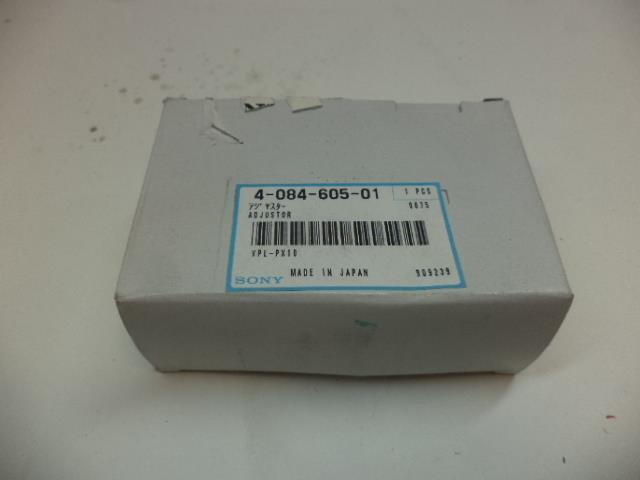 4-084-605-01 1 PCS
アジャスター 0075
ADJUSTOR
VPL-PX10
MADE IN JAPAN 909239
SONY